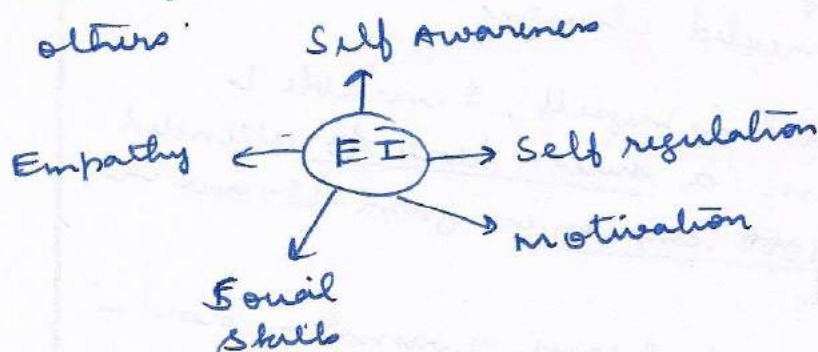 others.
Self Awareness
Empathy
EI
Self regulation
motivation
Social
Skills